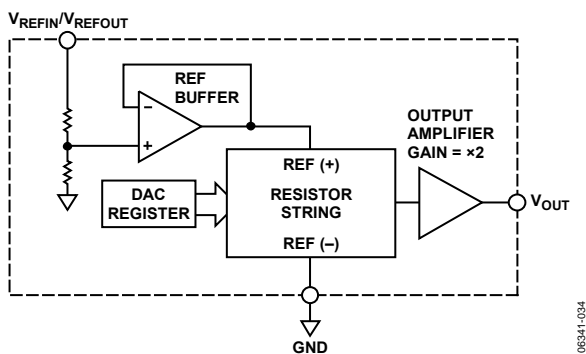 VREFIN/VREFOUT
REF
BUFFER
−
+
OUTPUT
AMPLIFIER
GAIN = ×2
REF (+)
DAC
REGISTER
RESISTOR
STRING
VOUT
REF (–)
GND
06341-034